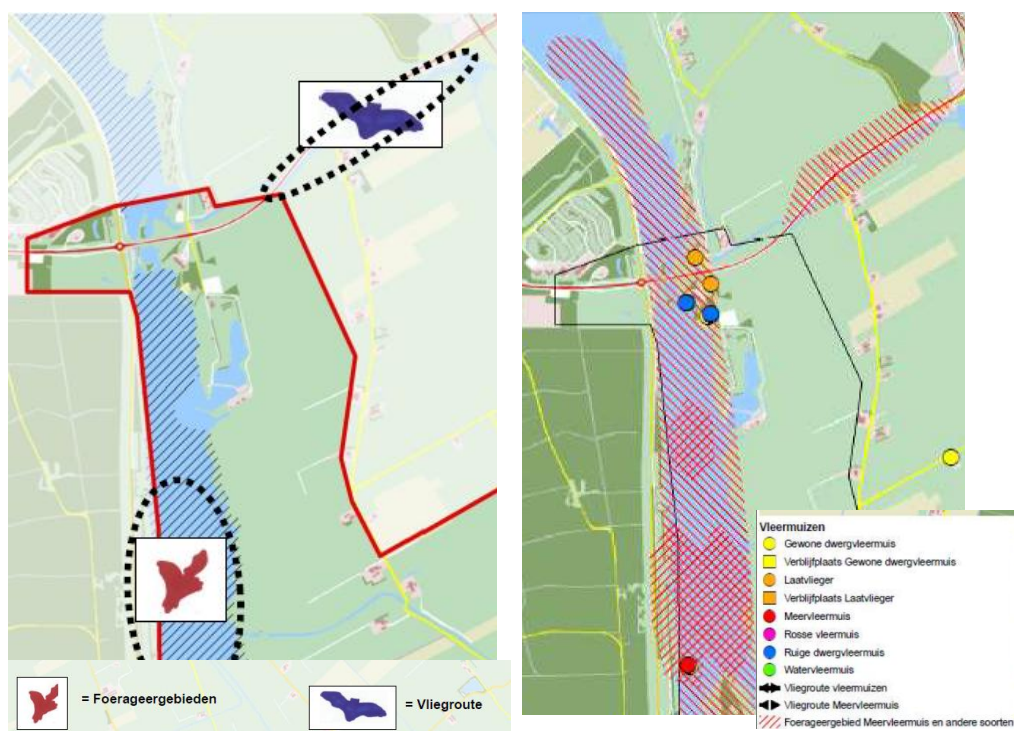 = Foerageergebieden
= Vliegroute
Vleermuizen
Gewone dwergvleermuis
Verblijfplaats Gewone dwergvleermuis
Laatvlieger
Verblijfplaats Laatvlieger
Meervleermuis
Rosse vleermuis
Ruige dwergvleermuis
Watervleermuis
Vliegroute vleermuizen
Vliegroute Meervleermuis
Foerageergebied Meervleermuis en andere soorten